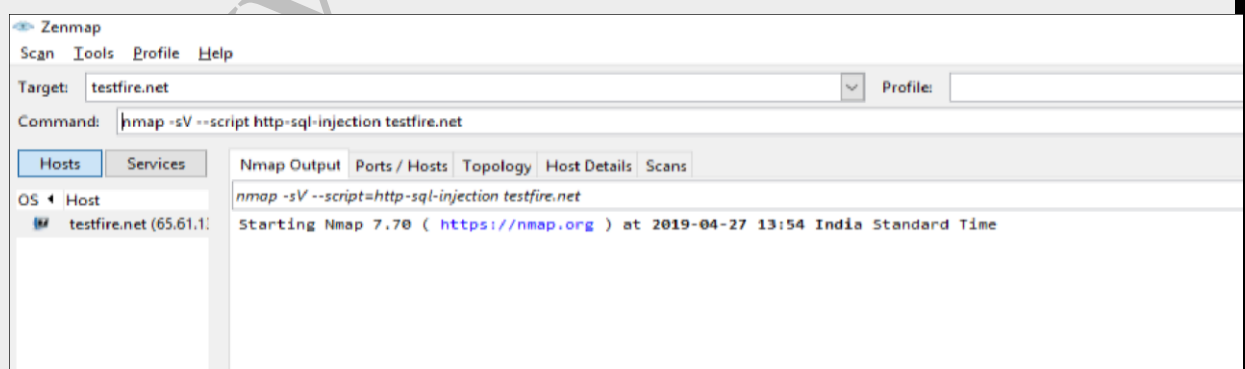 Zenmap
Scan Tools Profile Help
Target: testfire.net Profile:
Command: nmap -sV --script http-sql-injection testfire.net
Hosts Services Nmap Output Ports / Hosts Topology Host Details Scans
OS Host nmap -sV --script=http-sql-injection testfire.net
testfire.net (65.61.1 Starting Nmap 7.70 ( https://nmap.org ) at 2019-04-27 13:54 India Standard Time